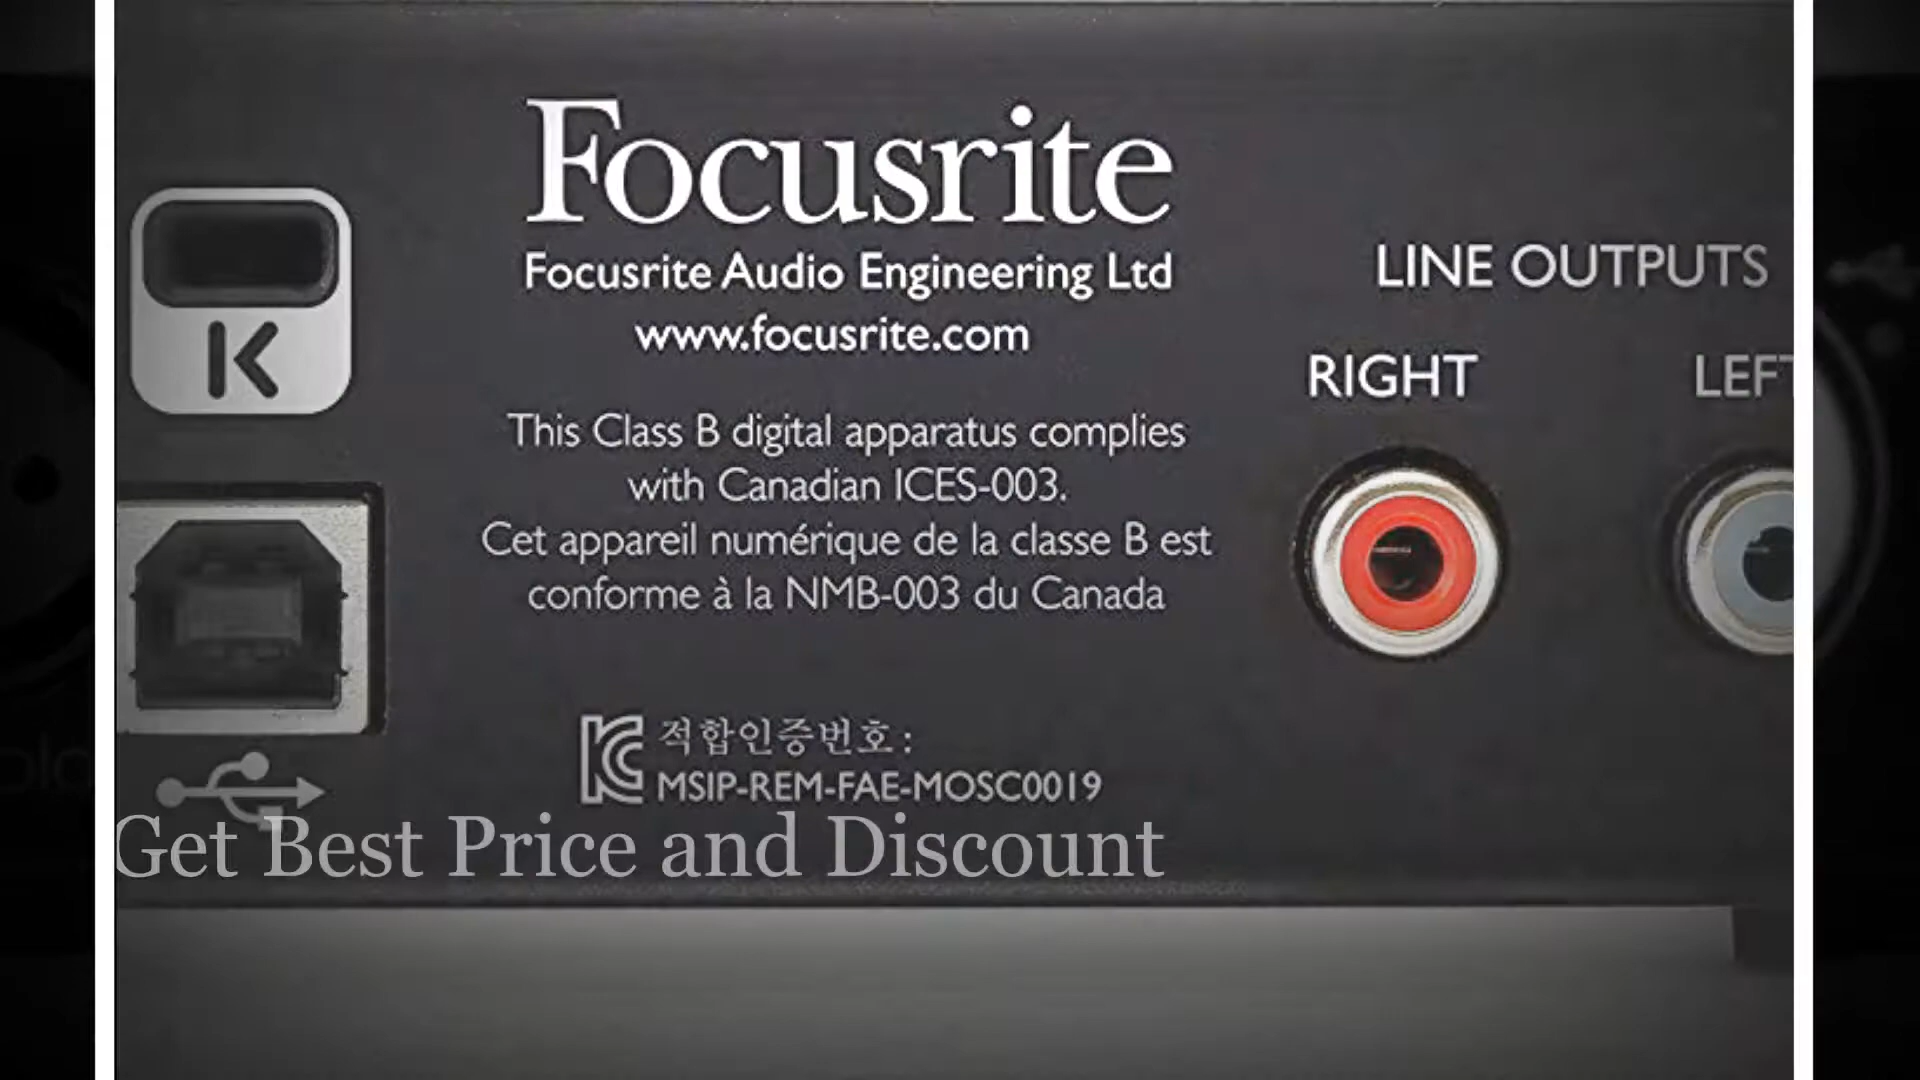 Focusrite
Focusrite Audio Engineering Ltd
www.focusrite.com
This Class B digital apparatus complies
with Canadian ICES-003.
Cet appareil numérique de la classe B est
conforme à la NMB-003 du Canada
적합인증번호:
MSIP-REM-FAE-MOSC0019
LINE OUTPUTS
RIGHT
LEFT
K
Get Best Price and Discount